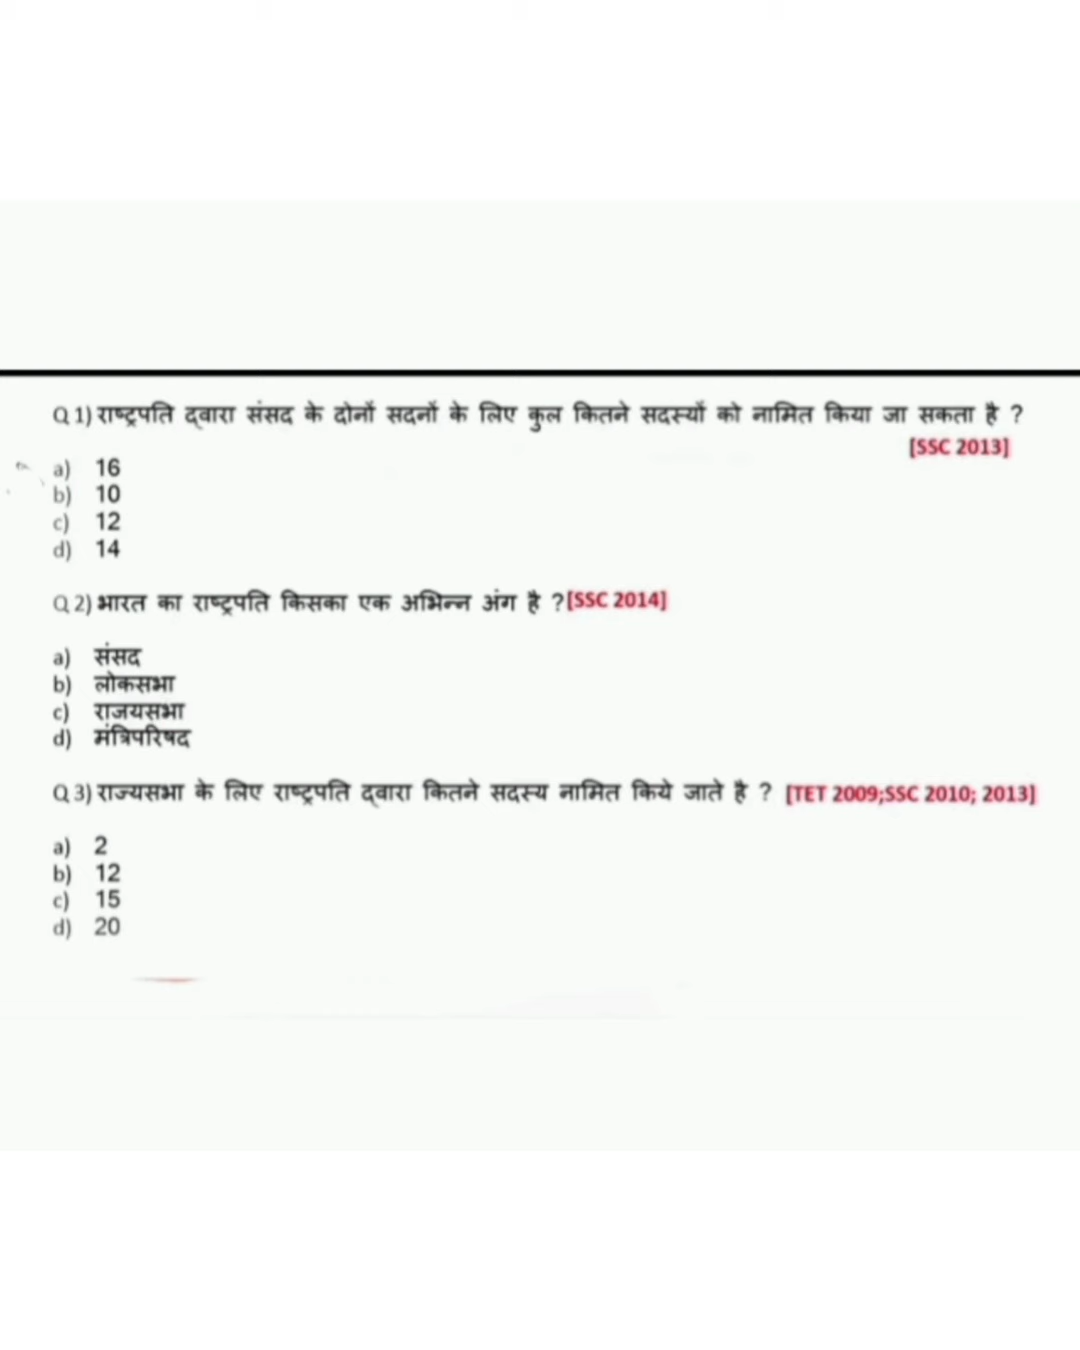 Q 1) राष्ट्रपति द्वारा संसद के दोनों सदनों के लिए कुल कितने सदस्यों को नामित किया जा सकता है ?
[SSC 2013]
a) 16
b) 10
c) 12
d) 14
Q 2) भारत का राष्ट्रपति किसका एक अभिन्न अंग है ?[SSC 2014]
a) संसद
b) लोकसभा
c) राजयसभा
d) मंत्रिपरिषद
Q 3) राज्यसभा के लिए राष्ट्रपति द्वारा कितने सदस्य नामित किये जाते है ? [TET 2009;SSC 2010; 2013]
a) 2
b) 12
c) 15
d) 20